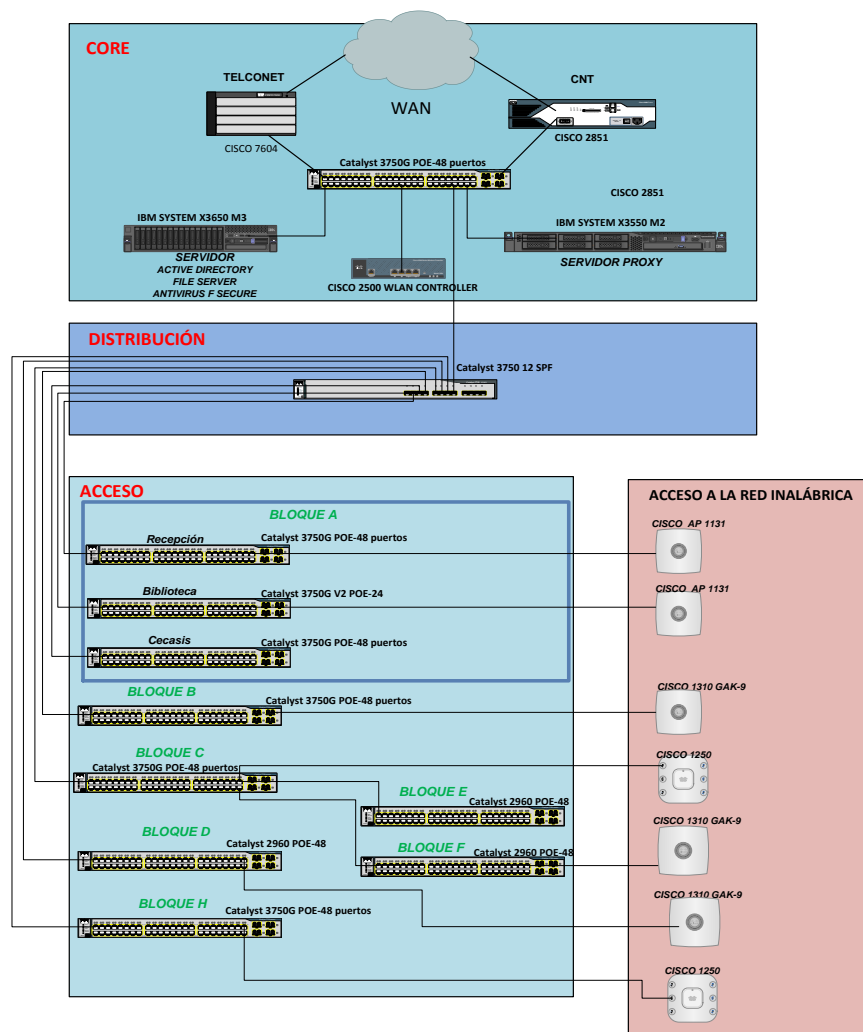 CORE
TELCONET
CNT
WAN
CISCO 7604
CISCO 2851
Catalyst 3750G POE-48 puertos
CISCO 2851
IBM SYSTEM X3650 M3
IBM SYSTEM X3550 M2
SERVIDOR
ACTIVE DIRECTORY
FILE SERVER
ANTIVIRUS F SECURE
SERVIDOR PROXY
CISCO 2500 WLAN CONTROLLER
DISTRIBUCIÓN
Catalyst 3750 12 SPF
ACCESO
BLOQUE A
Recepción
Catalyst 3750G POE-48 puertos
Biblioteca
Catalyst 3750G V2 POE-24
Cecasis
Catalyst 3750G POE-48 puertos
BLOQUE B
Catalyst 3750G POE-48 puertos
BLOQUE C
Catalyst 3750G POE-48 puertos
BLOQUE E
Catalyst 2960 POE-48
BLOQUE D
Catalyst 2960 POE-48
BLOQUE F
Catalyst 2960 POE-48
BLOQUE H
Catalyst 3750G POE-48 puertos
ACCESO A LA RED INALÁBRICA
CISCO AP 1131
CISCO AP 1131
CISCO 1310 GAK-9
CISCO 1250
CISCO 1310 GAK-9
CISCO 1310 GAK-9
CISCO 1250